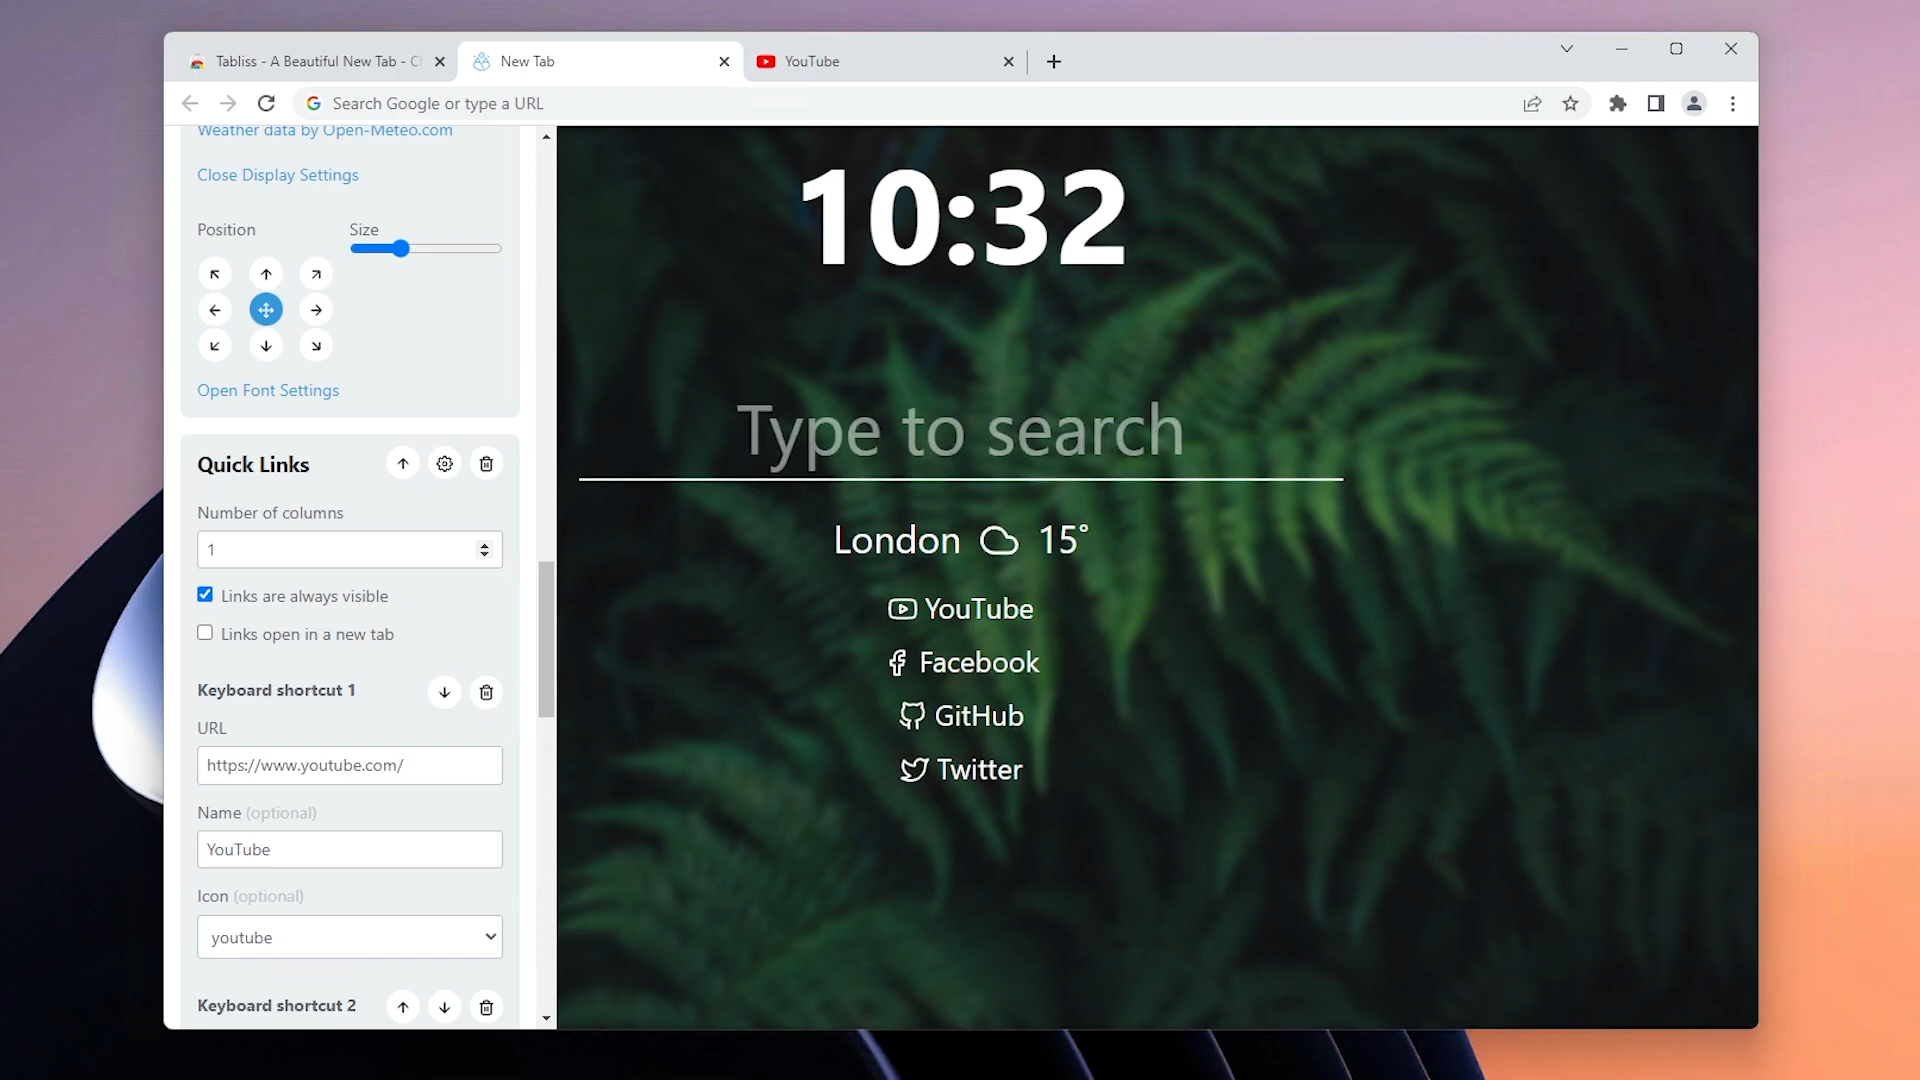 Tabliss - A Beautiful New Tab - Ch
New Tab
YouTube
Search Google or type a URL
Weather data by Open-Meteo.com
Close Display Settings
Position
Size
Open Font Settings
Quick Links
Number of columns
1
Links are always visible
Links open in a new tab
Keyboard shortcut 1
URL
https://www.youtube.com/
Name (optional)
YouTube
Icon (optional)
youtube
Keyboard shortcut 2
10:32
Type to search
London 15°
YouTube
Facebook
GitHub
Twitter